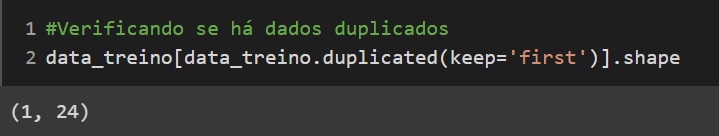 1 #Verificando se há dados duplicados
2 data_treino[data_treino.duplicated(keep='first')].shape
(1, 24)